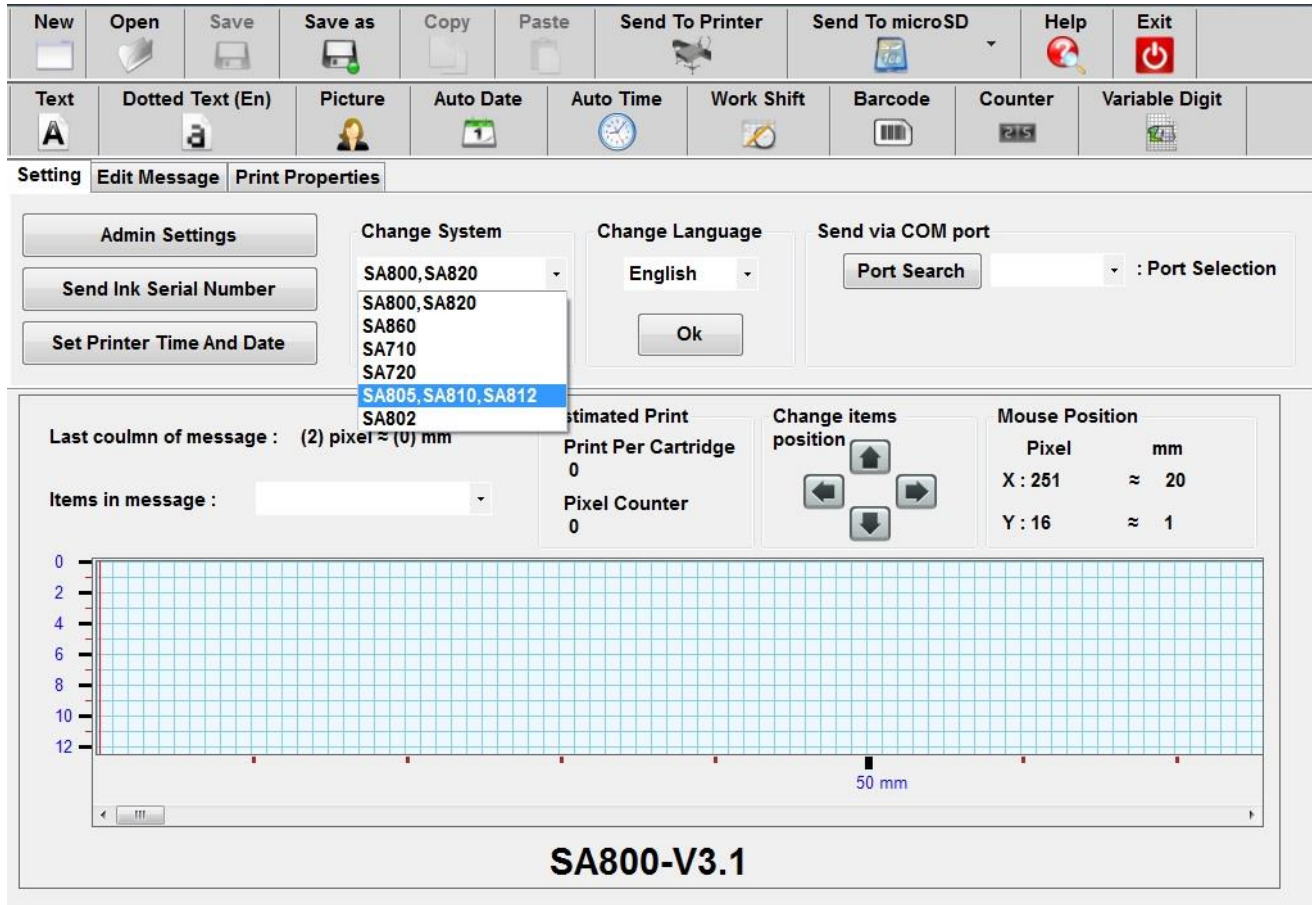 New Open Save Save as Copy Paste Send To Printer Send To microSD Help Exit
Text Dotted Text (En) Picture Auto Date Auto Time Work Shift Barcode Counter Variable Digit
Setting Edit Message Print Properties
Admin Settings
Send Ink Serial Number
Set Printer Time And Date
Change System
SA800,SA820
SA800,SA820
SA860
SA710
SA720
SA805,SA810,SA812
SA802
Change Language
English
Ok
Send via COM port
Port Search : Port Selection
Last coulmn of message : (2) pixel ≈ (0) mm
Items in message :
stimated Print
Print Per Cartridge
0
Pixel Counter
0
Change items
position
Mouse Position
Pixel mm
X : 251 ≈ 20
Y : 16 ≈ 1
0
2
4
6
8
10
12
50 mm
SA800-V3.1